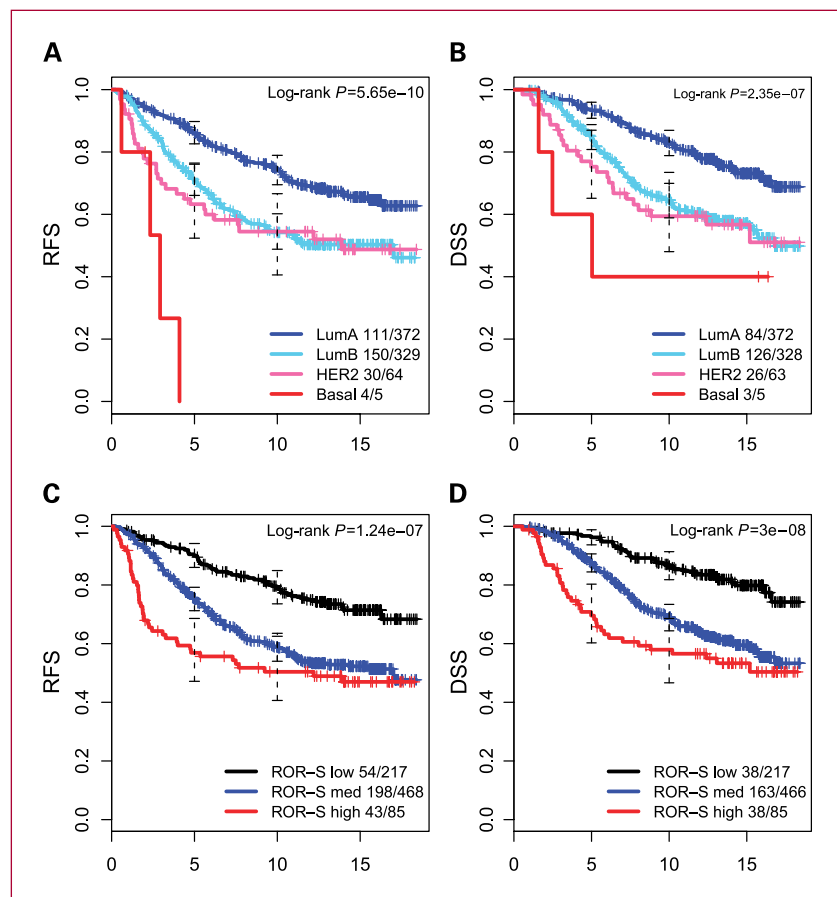 A
RFS
Log-rank P=5.65e−10
1.0
0.8
0.6
0.4
0.2
0.0
LumA 111/372
LumB 150/329
HER2 30/64
Basal 4/5
0 5 10 15
B
DSS
Log-rank P=2.35e−07
1.0
0.8
0.6
0.4
0.2
0.0
LumA 84/372
LumB 126/328
HER2 26/63
Basal 3/5
0 5 10 15
C
RFS
Log-rank P=1.24e−07
1.0
0.8
0.6
0.4
0.2
0.0
ROR−S low 54/217
ROR−S med 198/468
ROR−S high 43/85
0 5 10 15
D
DSS
Log-rank P=3e−08
1.0
0.8
0.6
0.4
0.2
0.0
ROR−S low 38/217
ROR−S med 163/466
ROR−S high 38/85
0 5 10 15